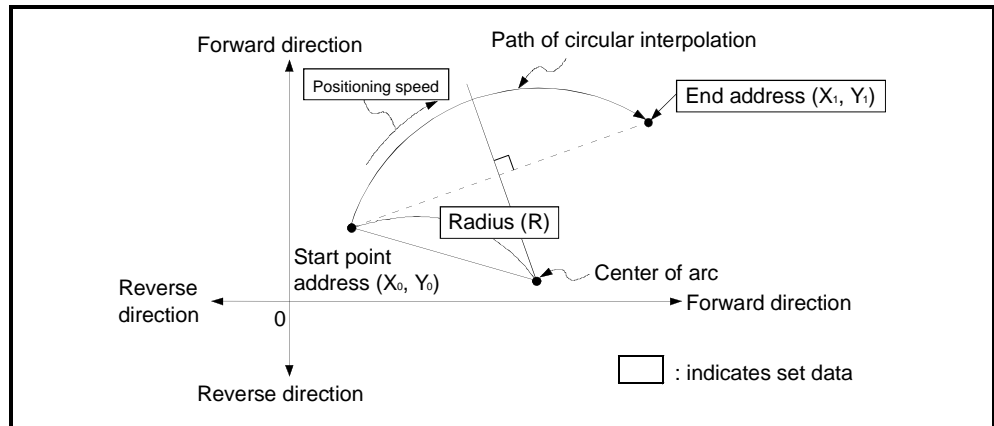 Forward direction
Path of circular interpolation
Positioning speed
End address (X₁, Y₁)
Radius (R)
Start point
address (X₀, Y₀)
Center of arc
Reverse
direction
Forward direction
0
Reverse direction
: indicates set data